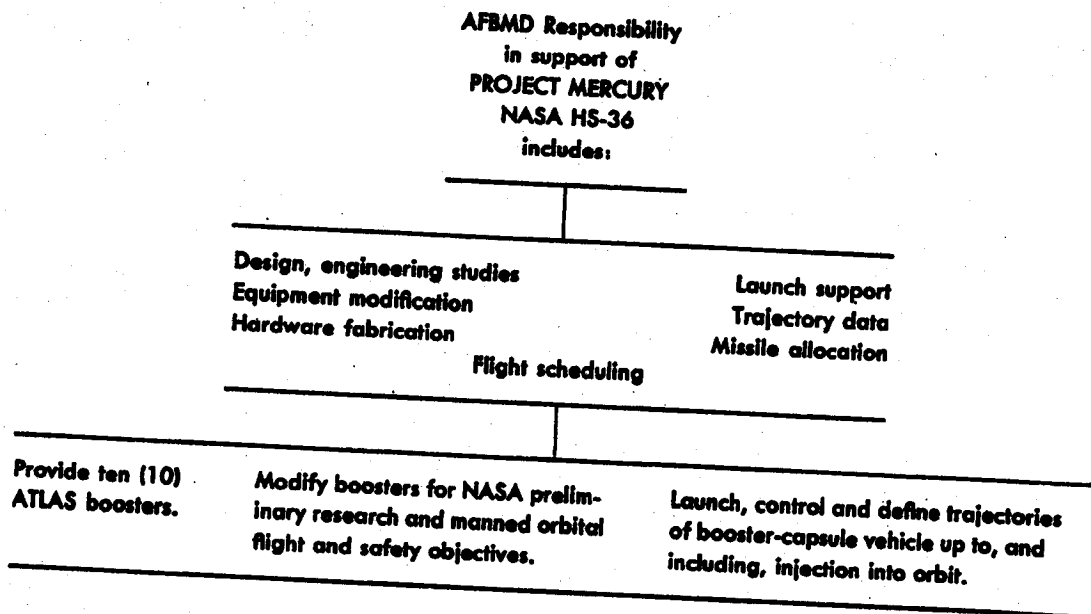 AFBMD Responsibility
in support of
PROJECT MERCURY
NASA HS-36
includes:
Design, engineering studies
Equipment modification
Hardware fabrication
Launch support
Trajectory data
Missile allocation
Flight scheduling
Provide ten (10)
ATLAS boosters.
Modify boosters for NASA prelim-
inary research and manned orbital
flight and safety objectives.
Launch, control and define trajectories
of booster-capsule vehicle up to, and
including, injection into orbit.